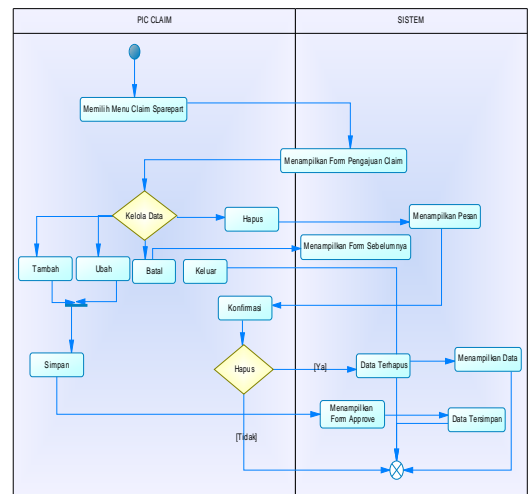 PIC CLAIM
SISTEM
Memilih Menu Claim Sparepart
Menampilkan Form Pengajuan Claim
Kelola Data
Hapus
Menampilkan Pesan
Menampilkan Form Sebelumnya
Tambah
Ubah
Batal
Keluar
Konfirmasi
Simpan
Hapus
[Ya]
Data Terhapus
Menampilkan Data
Menampilkan
Form Approve
Data Tersimpan
[Tidak]